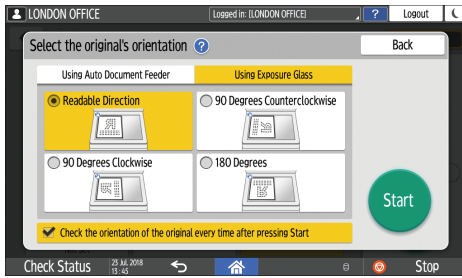 LONDON OFFICE
Logged in: [LONDON OFFICE]
?
Logout
Select the original's orientation ?
Back
Using Auto Document Feeder
Using Exposure Glass
Readable Direction
90 Degrees Counterclockwise
90 Degrees Clockwise
180 Degrees
Start
Check the orientation of the original every time after pressing Start
Check Status
23 JUL 2018
13:45
Stop